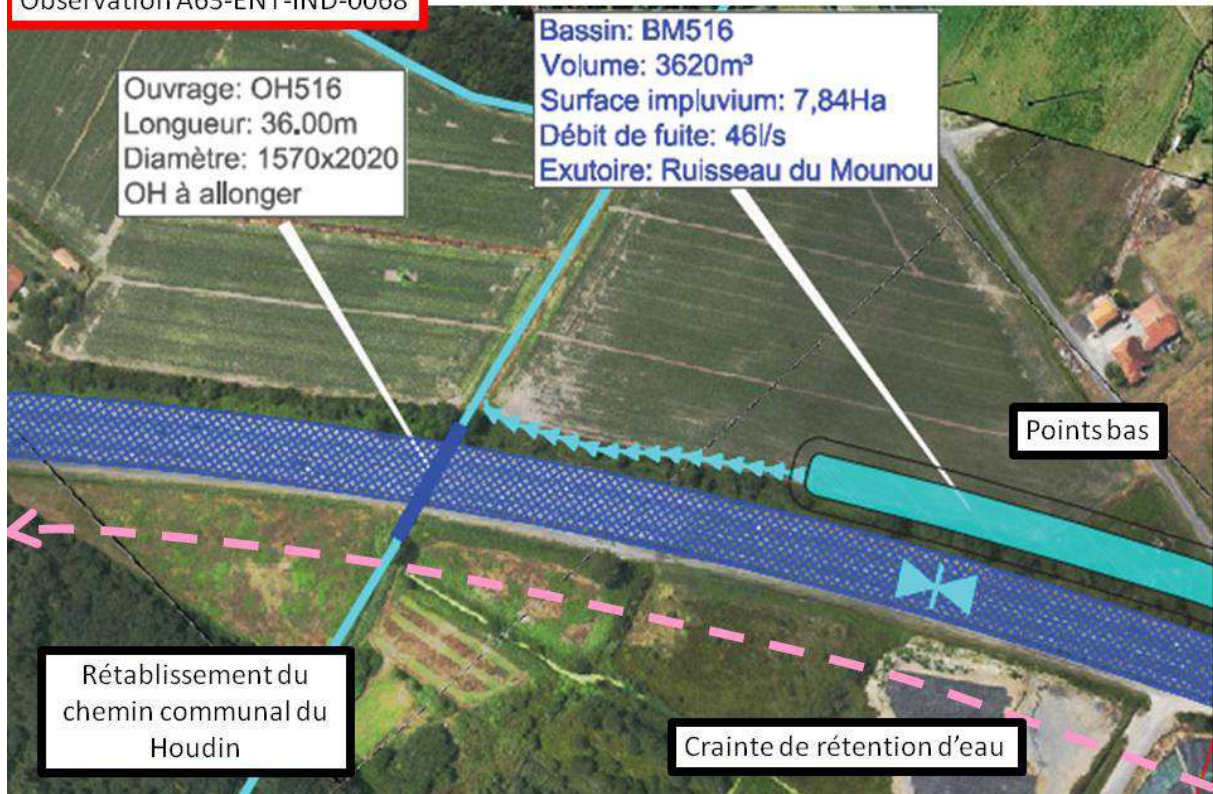 Observation A63-ENT-IND-0068
Ouvrage: OH516
Longueur: 36.00m
Diamètre: 1570x2020
OH à allonger
Bassin: BM516
Volume: 3620m³
Surface impluvium: 7,84Ha
Débit de fuite: 46l/s
Exutoire: Ruisseau du Mounou
Points bas
Rétablissement du
chemin communal du
Houdin
Crainte de rétention d'eau